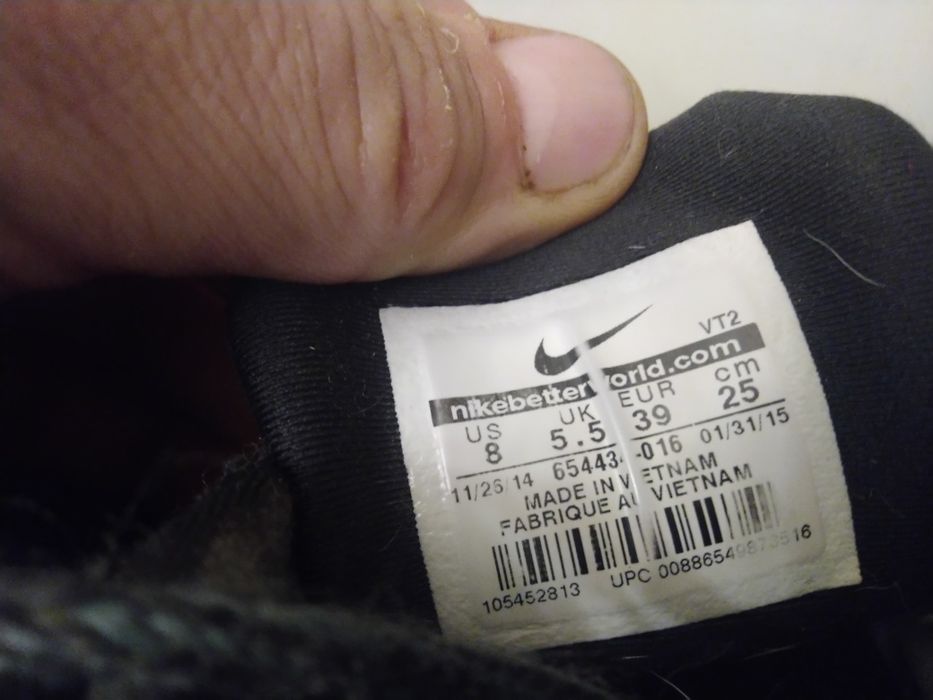 VT2
nikebetterworld.com
US UK EUR cm
8 5.5 39 25
11/26/14 -016 01/31/15
MADE IN VIETNAM
FABRIQUE AU VIETNAM
105452813 UPC